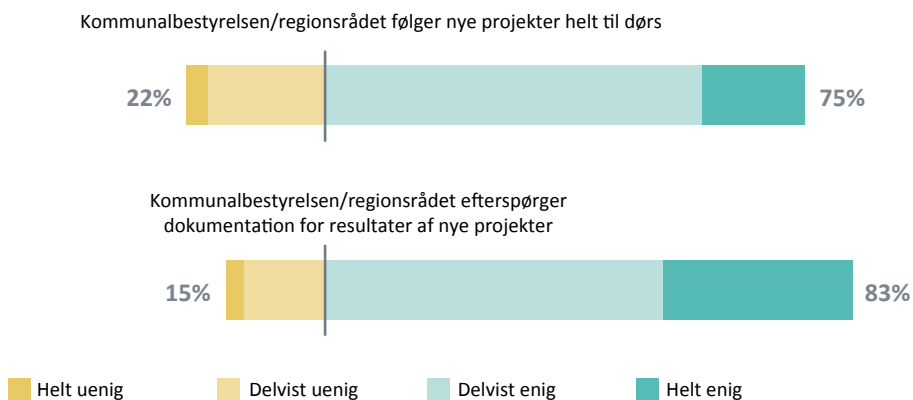 Kommunalbestyrelsen/regionsrådet følger nye projekter helt til dørs
22%
75%
Kommunalbestyrelsen/regionsrådet efterspørger
dokumentation for resultater af nye projekter
15%
83%
Helt uenig
Delvist uenig
Delvist enig
Helt enig